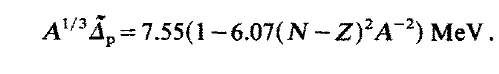 A^{1/3} \tilde{\Delta}_p = 7.55(1 − 6.07(N − Z)^2 A^{−2}) MeV .